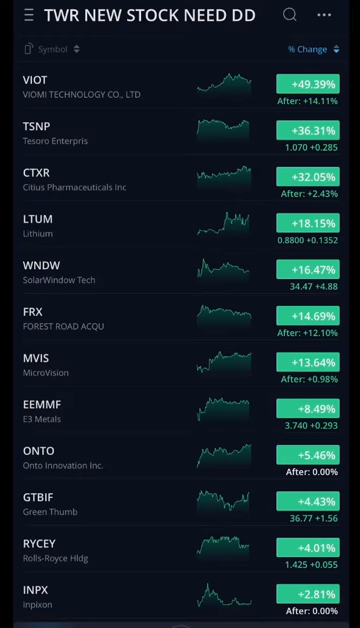 TWR NEW STOCK NEED DD
Symbol % Change
VIOT +49.39%
VIOMI TECHNOLOGY CO., LTD After: +14.11%
TSNP +36.31%
Tesoro Enterpris 1.070 +0.285
CTXR +32.05%
Citius Pharmaceuticals Inc After: +2.43%
LTUM +18.15%
Lithium 0.8800 +0.1352
WNDW +16.47%
SolarWindow Tech 34.47 +4.88
FRX +14.69%
FOREST ROAD ACQU After: +12.10%
MVIS +13.64%
MicroVision After: +0.98%
EEMMF +8.49%
E3 Metals 3.740 +0.293
ONTO +5.46%
Onto Innovation Inc. After: 0.00%
GTBIF +4.43%
Green Thumb 36.77 +1.56
RYCEY +4.01%
Rolls-Royce Hldg 1.425 +0.055
INPX +2.81%
Inpixon After: 0.00%